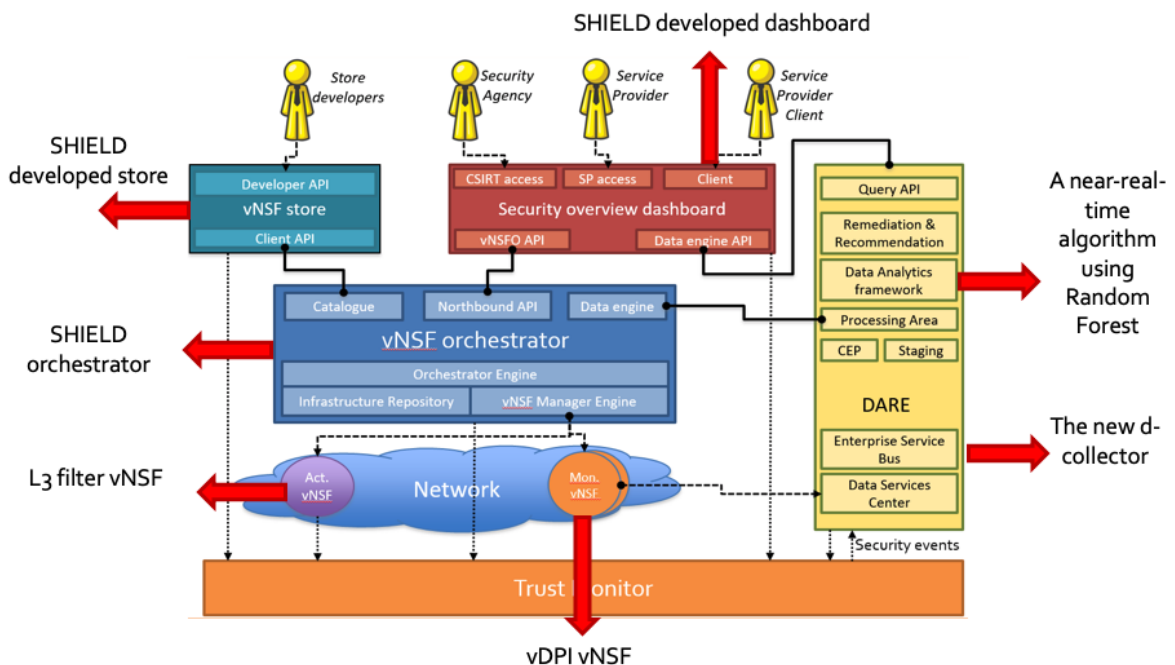 SHIELD developed dashboard
Store
developers
Security
Agency
Service
Provider
Service
Provider
Client
SHIELD
developed store
Developer API
vNSF store
Client API
CSIRT access
SP access
Client
Security overview dashboard
vNSFO API
Data engine API
Query API
Remediation &
Recommendation
Data Analytics
framework
Processing Area
CEP
Staging
DARE
Enterprise Service
Bus
Data Services
Center
A near-real-
time
algorithm
using
Random
Forest
SHIELD
orchestrator
Catalogue
Northbound API
Data engine
vNSF orchestrator
Orchestrator Engine
Infrastructure Repository
vNSF Manager Engine
The new d-
collector
L3 filter vNSF
Act.
vNSF
Network
Mon.
vNSF
Security events
Trust Monitor
vDPI vNSF